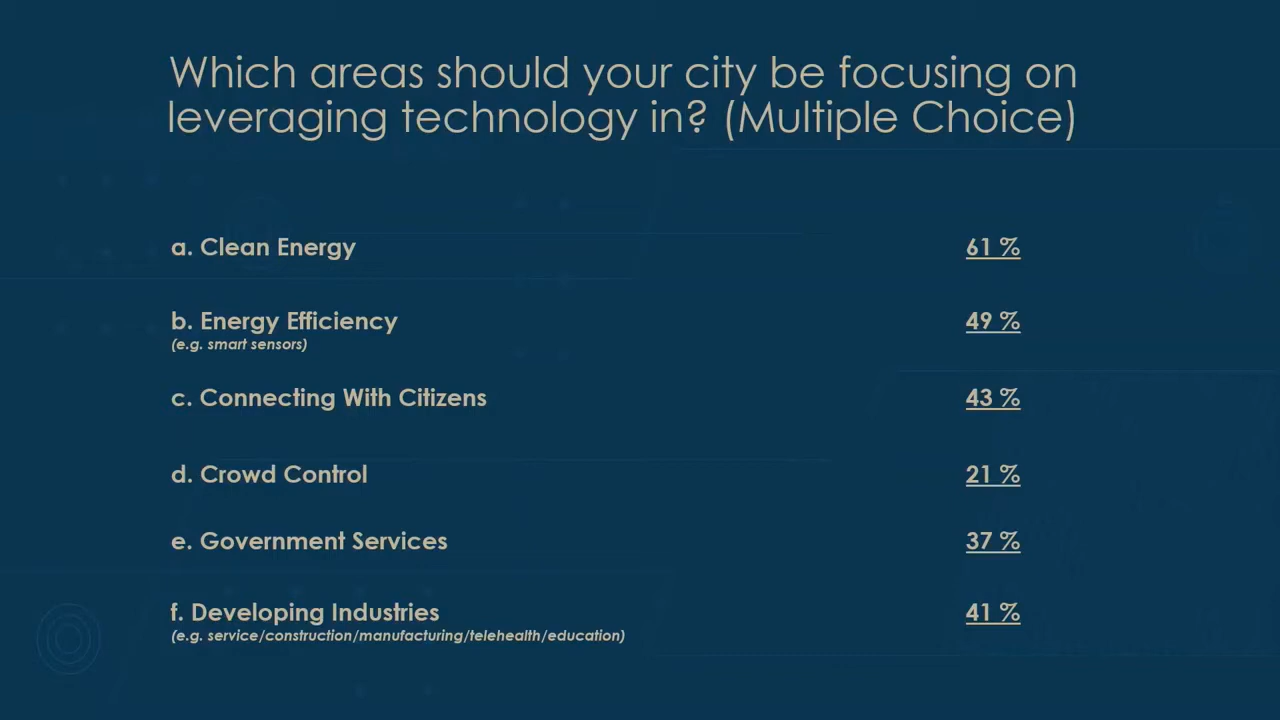 Which areas should your city be focusing on
leveraging technology in? (Multiple Choice)
a. Clean Energy 61 %
b. Energy Efficiency 49 %
(e.g. smart sensors)
c. Connecting With Citizens 43 %
d. Crowd Control 21 %
e. Government Services 37 %
f. Developing Industries 41 %
(e.g. service/construction/manufacturing/telehealth/education)